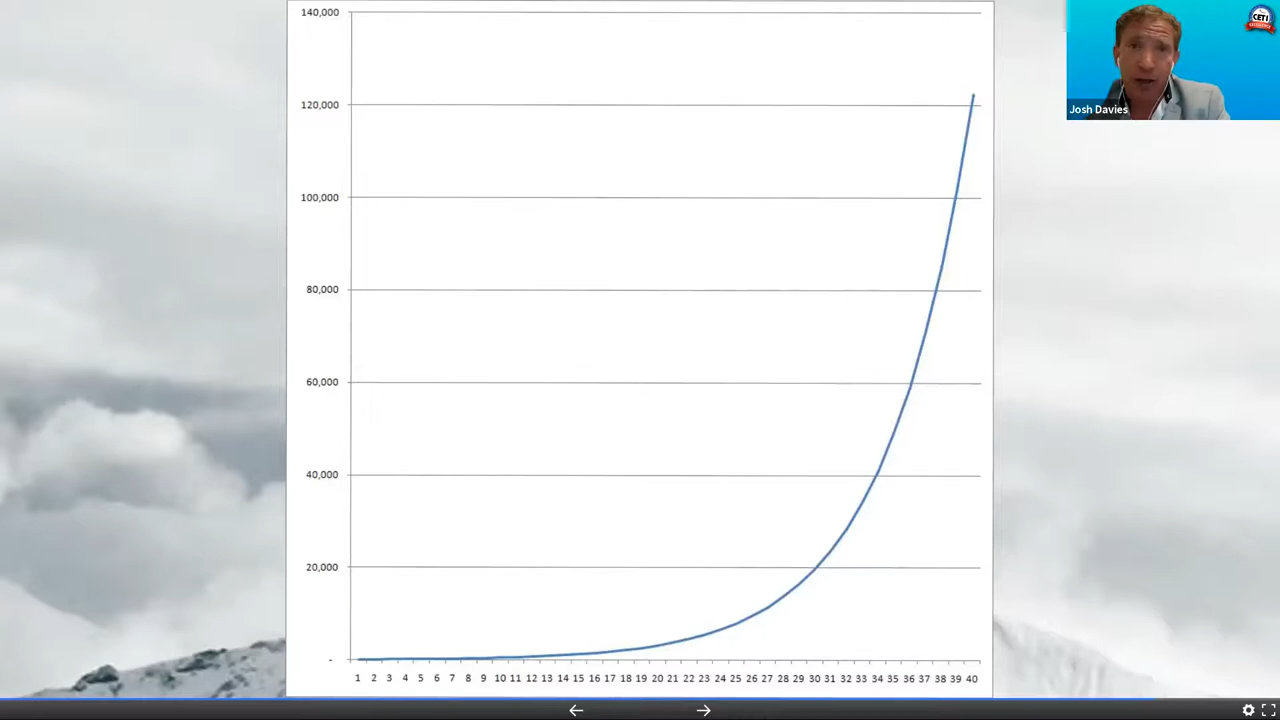 140,000
120,000
100,000
80,000
60,000
40,000
20,000
-
1 2 3 4 5 6 7 8 9 10 11 12 13 14 15 16 17 18 19 20 21 22 23 24 25 26 27 28 29 30 31 32 33 34 35 36 37 38 39 40
CETI
Josh Davies